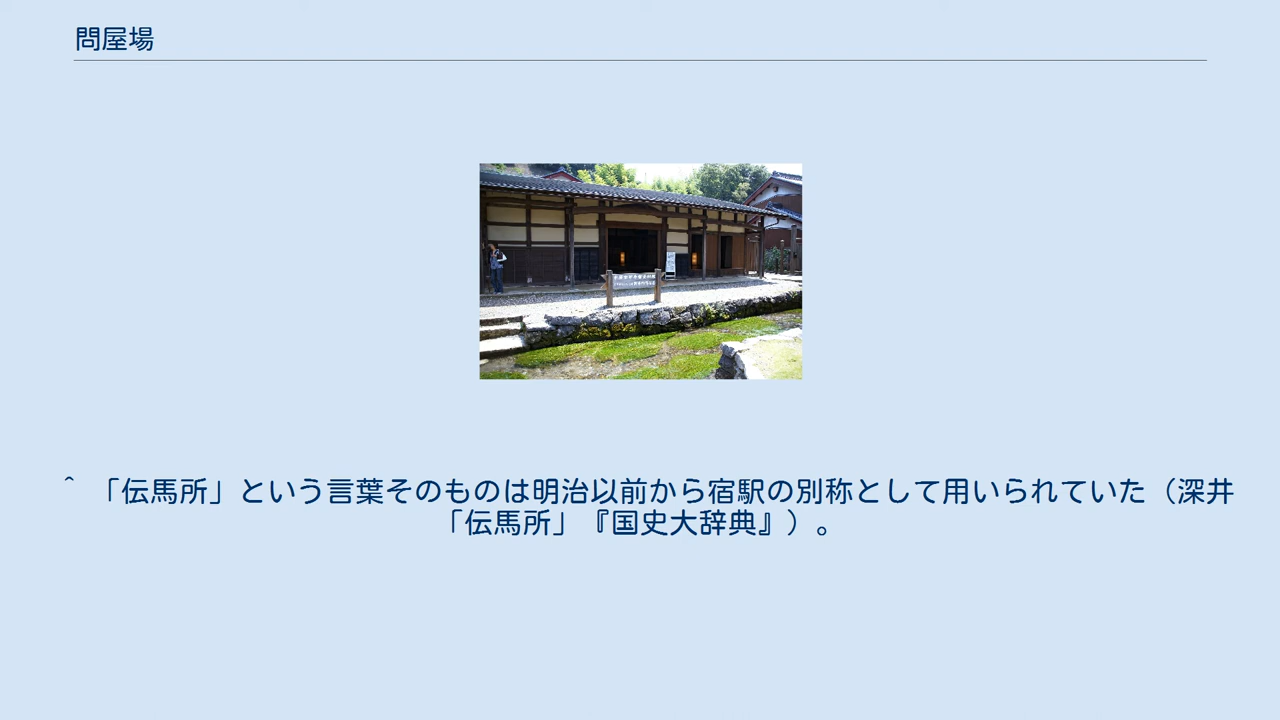 問屋場
^ 「伝馬所」という言葉そのものは明治以前から宿駅の別称として用いられていた（深井
「伝馬所」『国史大辞典』）。